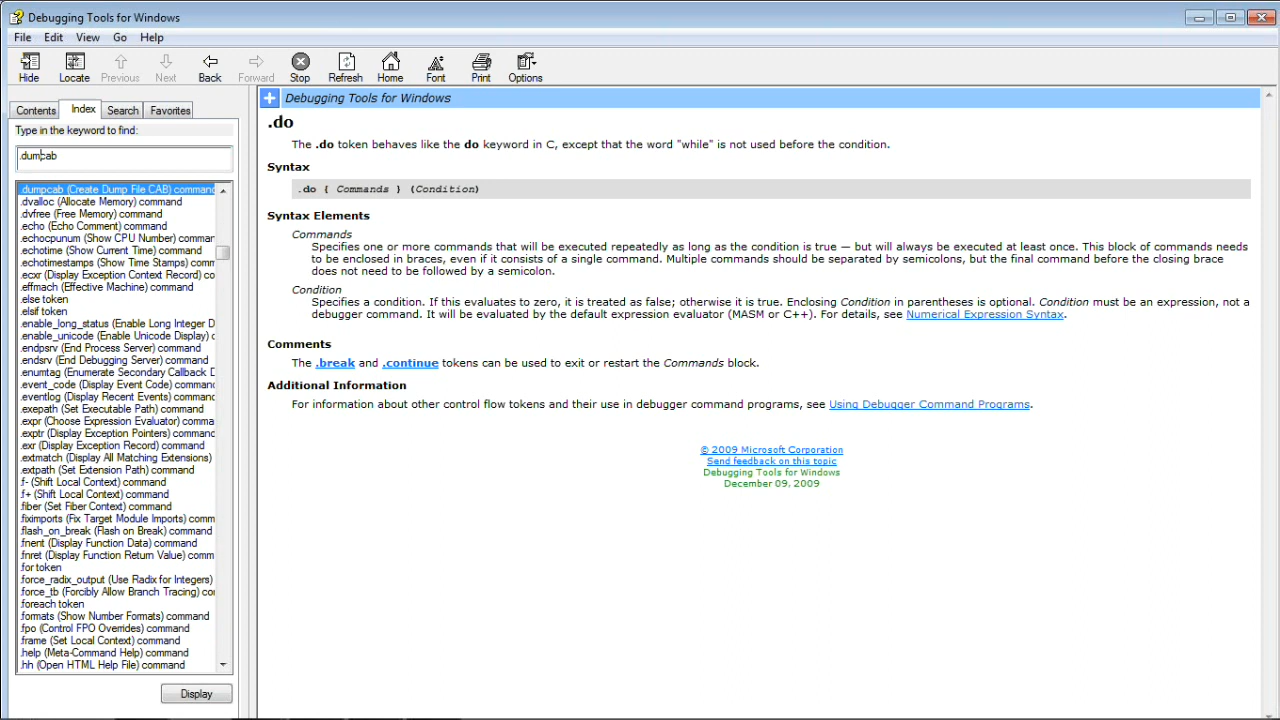 Debugging Tools for Windows
File Edit View Go Help
Hide Locate Previous Next Back Forward Stop Refresh Home Font Print Options
Contents Index Search Favorites
Type in the keyword to find:
.dumcab
.dumpcab (Create Dump File CAB) command
.dvalloc (Allocate Memory) command
.dvfree (Free Memory) command
.echo (Echo Comment) command
.echocpunum (Show CPU Number) comman
.echotime (Show Current Time) command
.echotimestamps (Show Time Stamps) comm
.ecxr (Display Exception Context Record) co
.effmach (Effective Machine) command
.else token
.elsif token
.enable_long_status (Enable Long Integer D
.enable_unicode (Enable Unicode Display) c
.endpsrv (End Process Server) command
.endsrv (End Debugging Server) command
.enumtag (Enumerate Secondary Callback D
.event_code (Display Event Code) command
.eventlog (Display Recent Events) command
.exepath (Set Executable Path) command
.expr (Choose Expression Evaluator) comma
.exptr (Display Exception Pointers) command
.exr (Display Exception Record) command
.extmatch (Display All Matching Extensions)
.extpath (Set Extension Path) command
.f- (Shift Local Context) command
.f+ (Shift Local Context) command
.fiber (Set Fiber Context) command
.fiximports (Fix Target Module Imports) comm
.flash_on_break (Flash on Break) command
.fnent (Display Function Data) command
.fnret (Display Function Return Value) comm
.for token
.force_radix_output (Use Radix for Integers)
.force_tb (Forcibly Allow Branch Tracing) co
.foreach token
.formats (Show Number Formats) command
.fpo (Control FPO Overrides) command
.frame (Set Local Context) command
.help (Meta-Command Help) command
.hh (Open HTML Help File) command
Display
Debugging Tools for Windows
.do
The .do token behaves like the do keyword in C, except that the word "while" is not used before the condition.
Syntax
.do { Commands } (Condition)
Syntax Elements
Commands
Specifies one or more commands that will be executed repeatedly as long as the condition is true — but will always be executed at least once. This block of commands needs
to be enclosed in braces, even if it consists of a single command. Multiple commands should be separated by semicolons, but the final command before the closing brace
does not need to be followed by a semicolon.
Condition
Specifies a condition. If this evaluates to zero, it is treated as false; otherwise it is true. Enclosing Condition in parentheses is optional. Condition must be an expression, not a
debugger command. It will be evaluated by the default expression evaluator (MASM or C++). For details, see Numerical Expression Syntax.
Comments
The .break and .continue tokens can be used to exit or restart the Commands block.
Additional Information
For information about other control flow tokens and their use in debugger command programs, see Using Debugger Command Programs.
© 2009 Microsoft Corporation
Send feedback on this topic
Debugging Tools for Windows
December 09, 2009